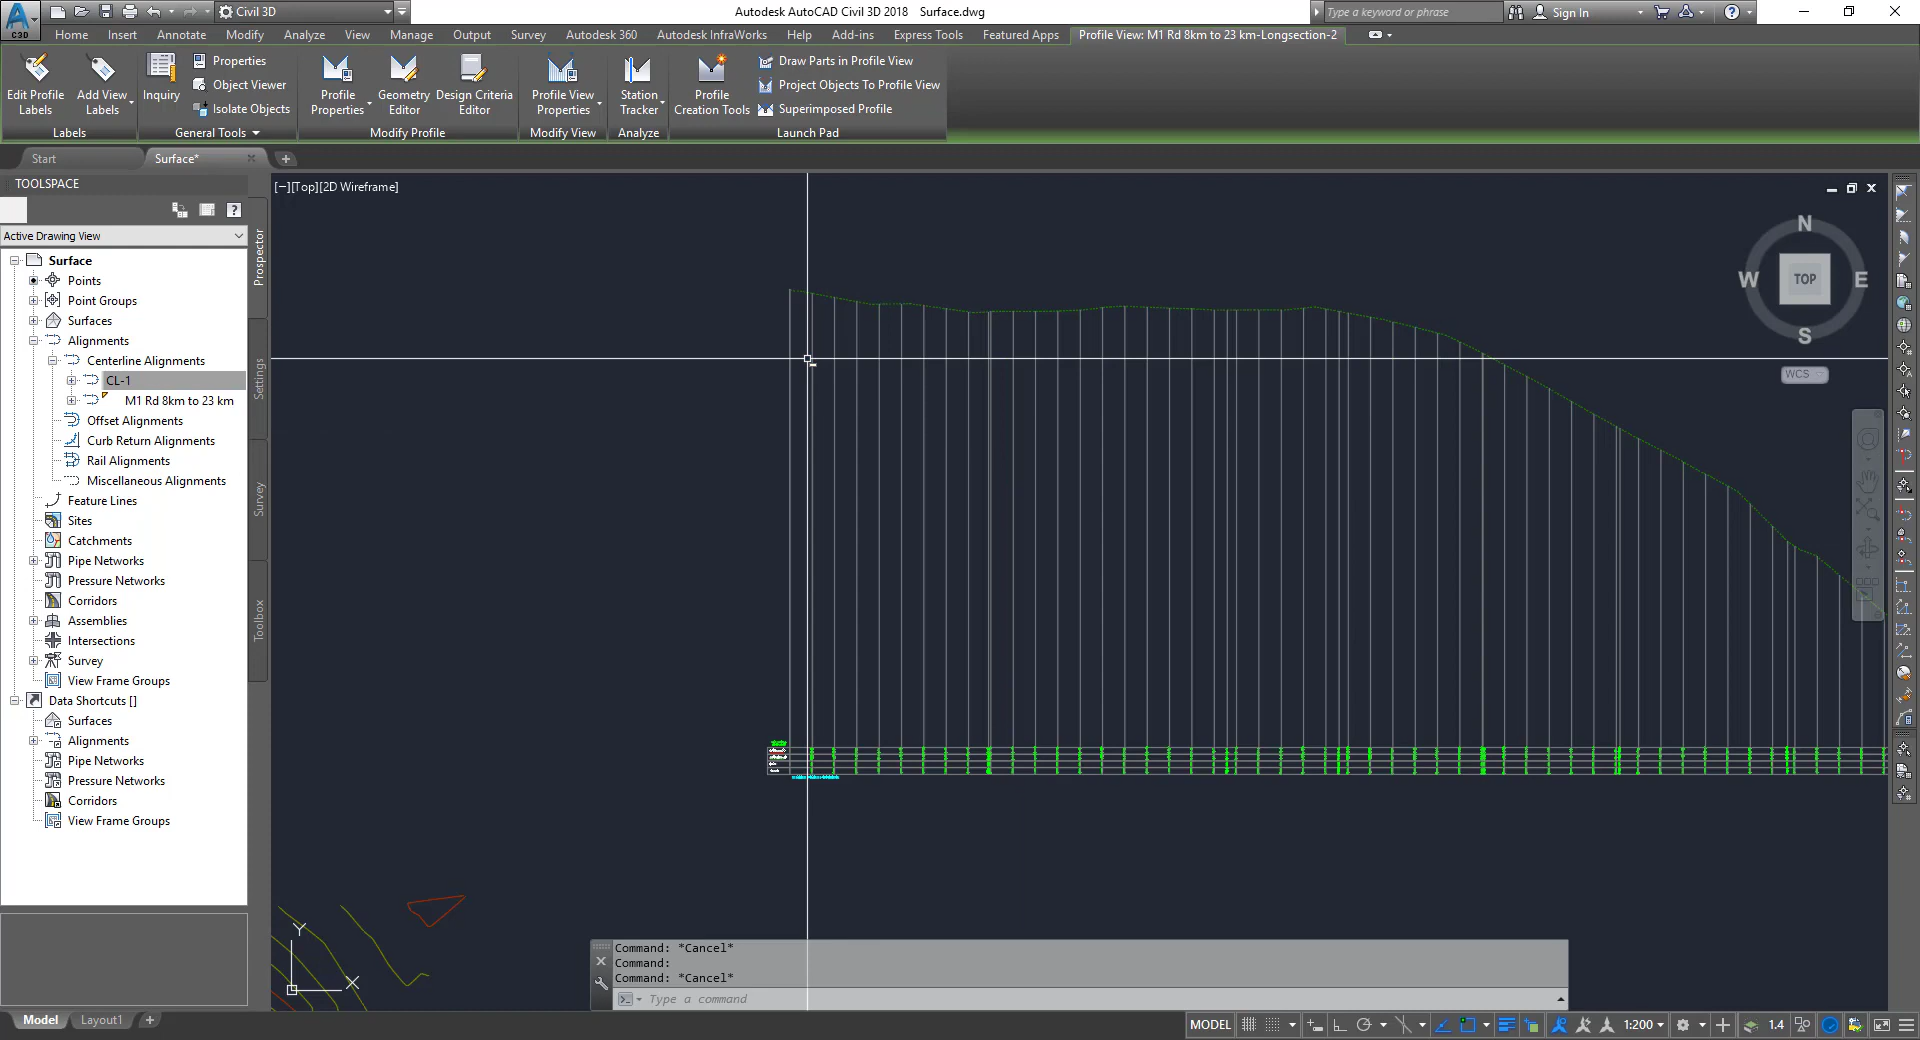 C3D
Civil 3D
Autodesk AutoCAD Civil 3D 2018 Surface.dwg
Type a keyword or phrase
Sign In
Home Insert Annotate Modify Analyze View Manage Output Survey Autodesk 360 Autodesk InfraWorks Help Add-ins Express Tools Featured Apps Profile View: M1 Rd 8km to 23 km-Longsection-2
Edit Profile Labels
Add View Labels
Labels
Inquiry
Properties
Object Viewer
Isolate Objects
General Tools
Profile Properties
Geometry Editor
Design Criteria Editor
Modify Profile
Profile View Properties
Modify View
Station Tracker
Analyze
Profile Creation Tools
Draw Parts in Profile View
Project Objects To Profile View
Superimposed Profile
Launch Pad
Start
Surface*
TOOLSPACE
Active Drawing View
Surface
Points
Point Groups
Surfaces
Alignments
Centerline Alignments
CL-1
M1 Rd 8km to 23 km
Offset Alignments
Curb Return Alignments
Rail Alignments
Miscellaneous Alignments
Feature Lines
Sites
Catchments
Pipe Networks
Pressure Networks
Corridors
Assemblies
Intersections
Survey
View Frame Groups
Data Shortcuts []
Surfaces
Alignments
Pipe Networks
Pressure Networks
Corridors
View Frame Groups
Prospector
Settings
Survey
Toolbox
[−][Top][2D Wireframe]
N
W
TOP
E
S
WCS
Y
X
Command: *Cancel*
Command:
Command: *Cancel*
Type a command
Model Layout1
MODEL
1:200
1.4